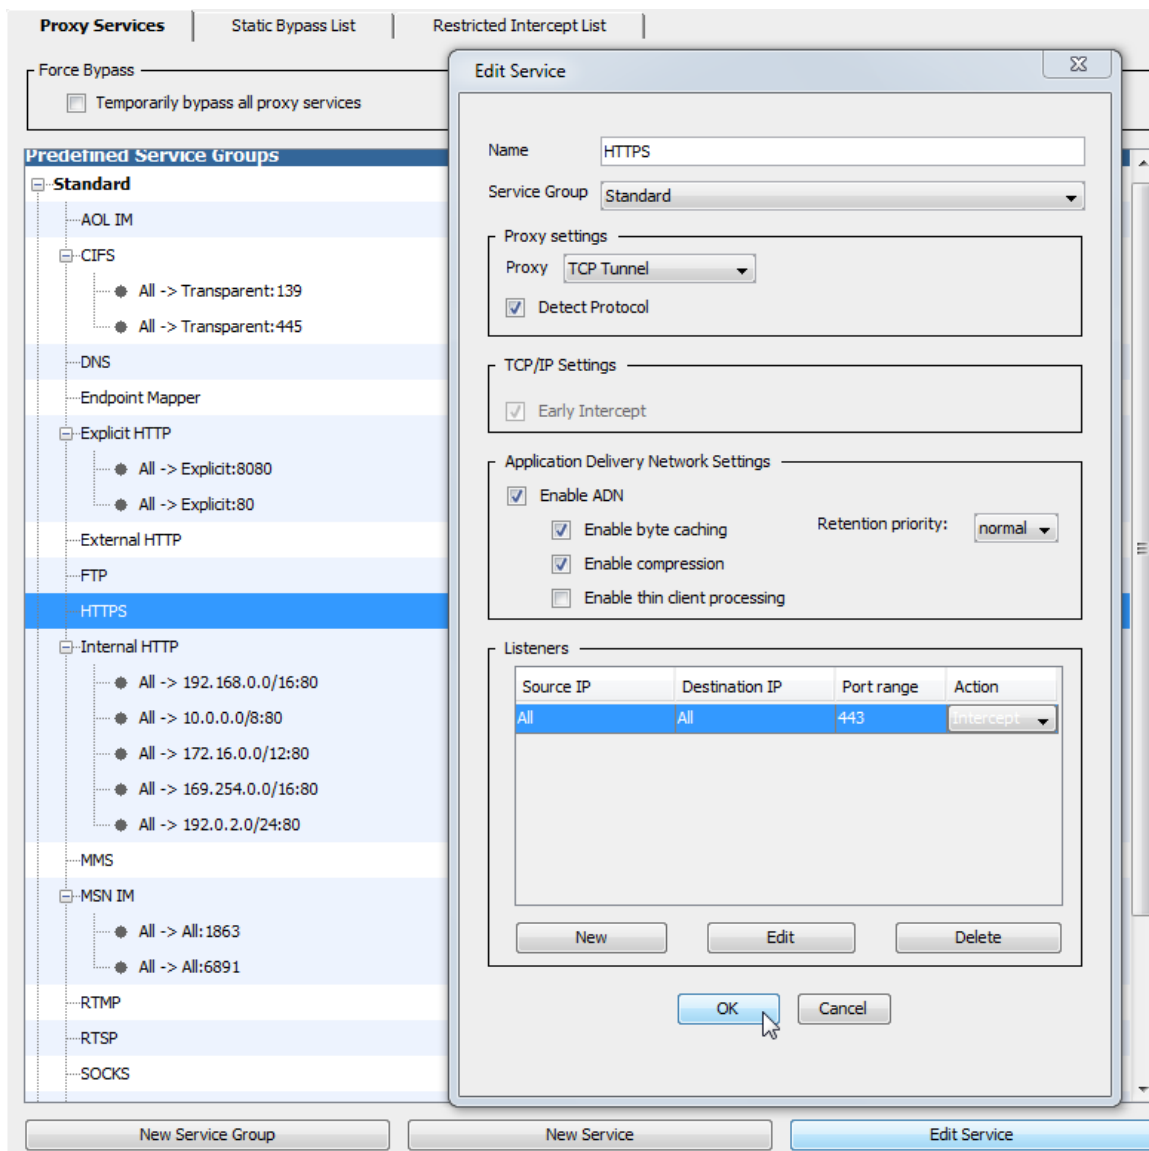 Proxy Services
Static Bypass List
Restricted Intercept List
Force Bypass
Temporarily bypass all proxy services
Predefined Service Groups
Standard
AOL IM
CIFS
All -> Transparent:139
All -> Transparent:445
DNS
Endpoint Mapper
Explicit HTTP
All -> Explicit:8080
All -> Explicit:80
External HTTP
FTP
HTTPS
Internal HTTP
All -> 192.168.0.0/16:80
All -> 10.0.0.0/8:80
All -> 172.16.0.0/12:80
All -> 169.254.0.0/16:80
All -> 192.0.2.0/24:80
MMS
MSN IM
All -> All:1863
All -> All:6891
RTMP
RTSP
SOCKS
New Service Group
New Service
Edit Service
Edit Service
Name HTTPS
Service Group Standard
Proxy settings
Proxy TCP Tunnel
Detect Protocol
TCP/IP Settings
Early Intercept
Application Delivery Network Settings
Enable ADN
Enable byte caching Retention priority: normal
Enable compression
Enable thin client processing
Listeners
Source IP Destination IP Port range Action
All All 443 Intercept
New Edit Delete
OK Cancel